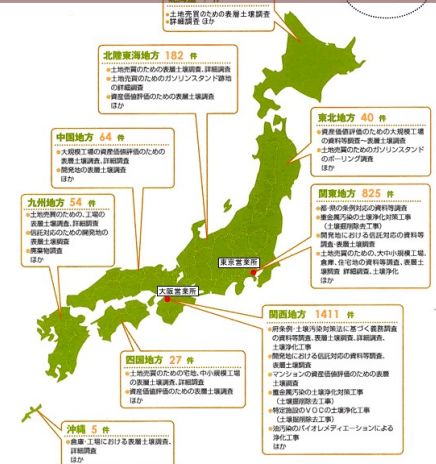 ●土地売買のための表層土壌調査
●詳細調査 ほか
北陸東海地方 182 件
●土地売買のための表層土壌調査、詳細調査
●土地売買のためのガソリンスタンド跡地
の詳細調査
●資産価値評価のための表層土壌調査
ほか
東北地方 40 件
●資産価値評価のための大規模工場
の資料等調査〜表層土壌調査
●土地売買のためのガソリンスタンド
のボーリング調査
ほか
中国地方 64 件
●大規模工場の資産価値評価のための
表層土壌調査、詳細調査
●開発地の表層土壌調査
ほか
九州地方 54 件
●土地売買のための、工場の
表層土壌調査、詳細調査
●信託対応のための開発地の
表層土壌調査
●廃棄物調査
ほか
関東地方 825 件
●都・県の条例対応の資料等調査
●重金属汚染の土壌浄化対策工事
（土壌掘削除去工事）
●開発地における信託対応の資料等
調査・表層土壌調査
●土地売買のための、大中小規模工場、
倉庫、住宅地の資料等調査、表層土
壌調査 詳細調査、土壌浄化
ほか
東京営業所
大阪営業所
関西地方 1411 件
●府条例・土壌汚染対策法に基づく義務調査
の資料等調査、表層土壌調査、詳細調査、
土壌浄化工事
●開発地における信託対応の資料等調査、
表層土壌調査
●マンションの資産価値評価のための表層
土壌調査
●重金属汚染の土壌浄化対策工事
（土壌掘削除去工事）
●特定施設のVOCの土壌浄化工事
（土壌掘削除去工事）
●油汚染のバイオレメディエーションによる
浄化工事
ほか
四国地方 27 件
●土地売買のための宅地、中小規模工場
の表層土壌調査、詳細調査
●資産価値評価のための表層土壌調査
ほか
沖縄 5 件
●倉庫・工場における表層土壌調査、
詳細調査
ほか